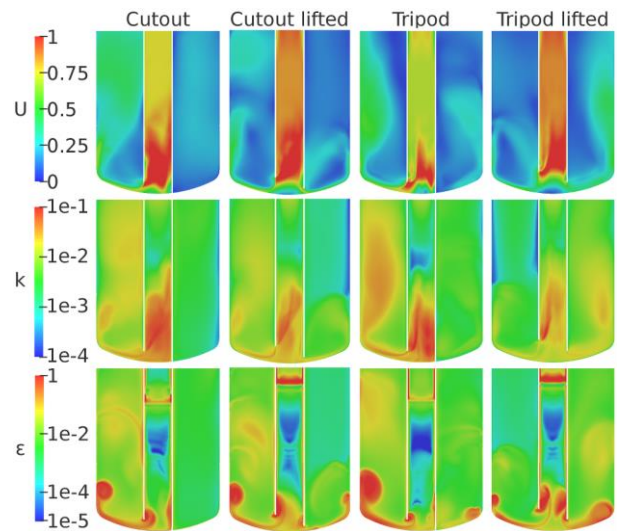 Cutout Cutout lifted Tripod Tripod lifted
1
0.75
U
0.5
0.25
0
1e-1
1e-2
k
1e-3
1e-4
1
1e-2
ε
1e-4
1e-5